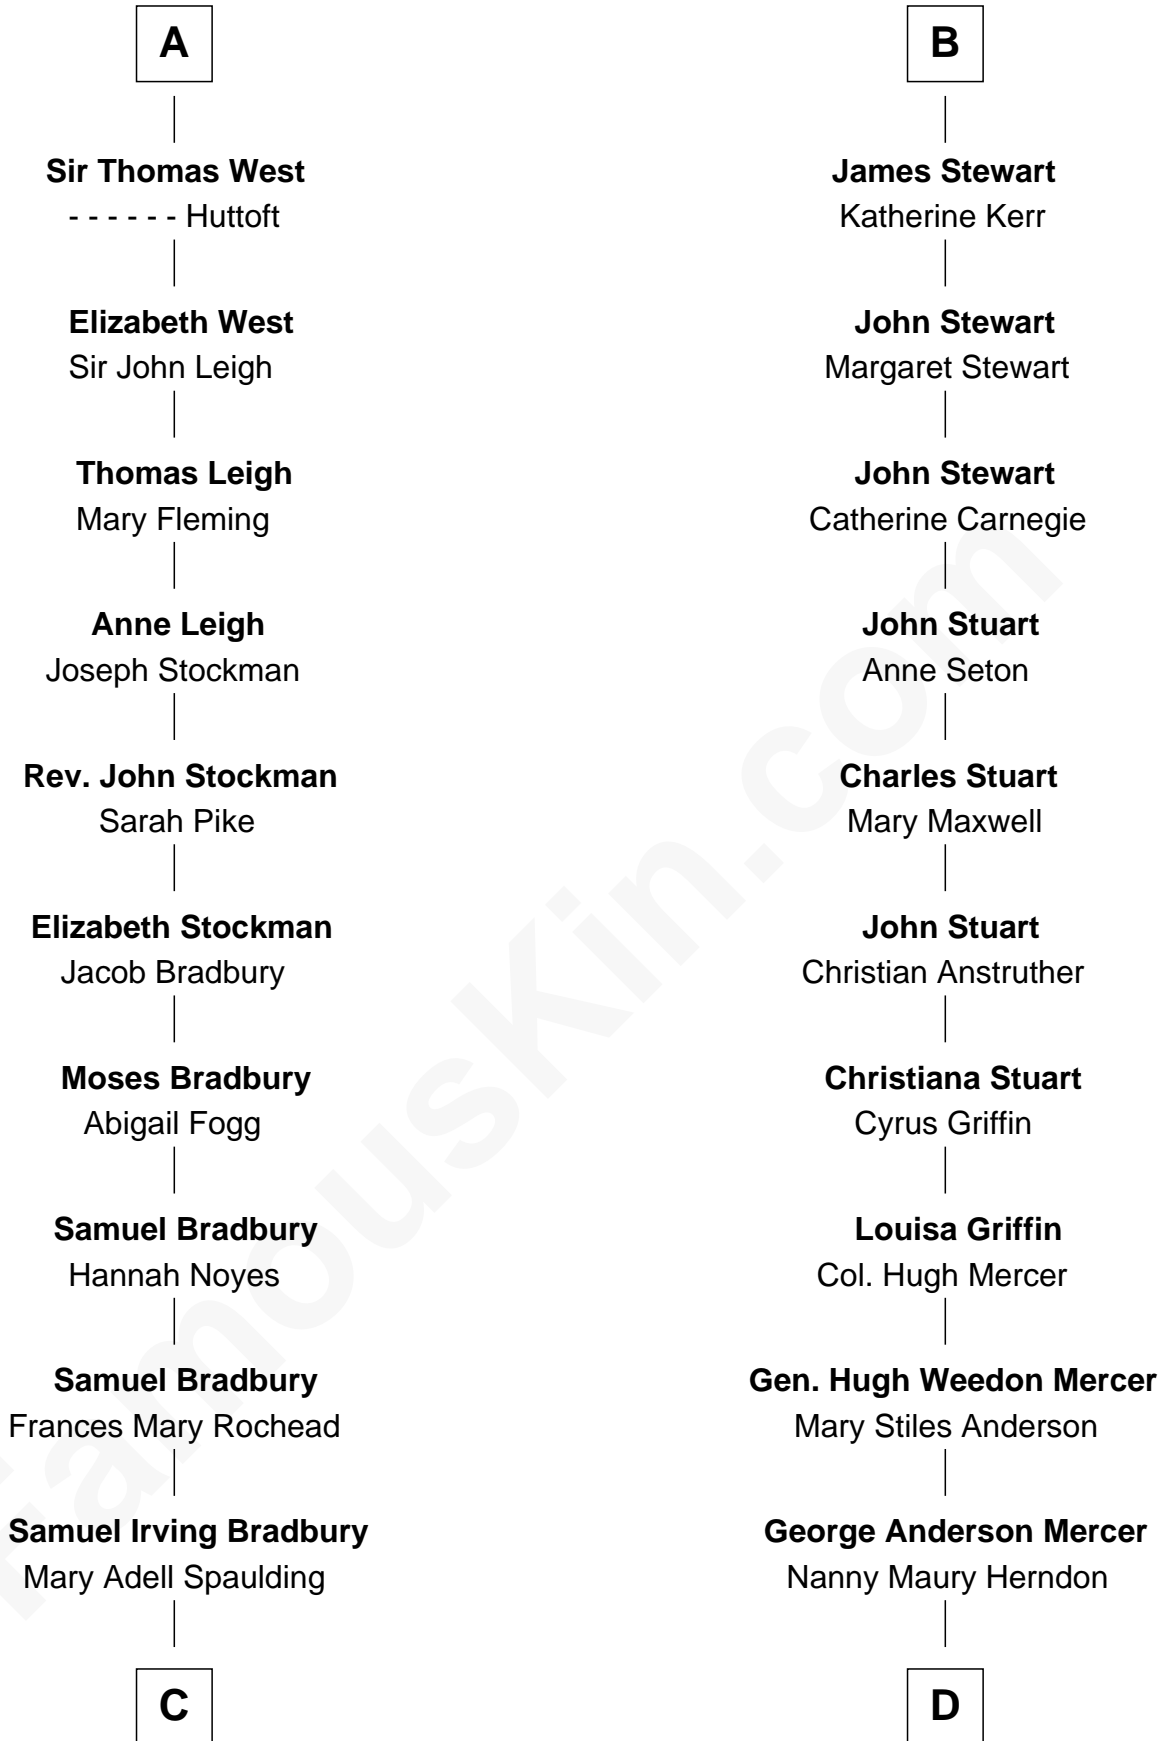 A
Sir Thomas West
- - - - - - Huttoft
Elizabeth West
Sir John Leigh
Thomas Leigh
Mary Fleming
Anne Leigh
Joseph Stockman
Rev. John Stockman
Sarah Pike
Elizabeth Stockman
Jacob Bradbury
Moses Bradbury
Abigail Fogg
Samuel Bradbury
Hannah Noyes
Samuel Bradbury
Frances Mary Rochead
Samuel Irving Bradbury
Mary Adell Spaulding
C
B
James Stewart
Katherine Kerr
John Stewart
Margaret Stewart
John Stewart
Catherine Carnegie
John Stuart
Anne Seton
Charles Stuart
Mary Maxwell
John Stuart
Christian Anstruther
Christiana Stuart
Cyrus Griffin
Louisa Griffin
Col. Hugh Mercer
Gen. Hugh Weedon Mercer
Mary Stiles Anderson
George Anderson Mercer
Nanny Maury Herndon
D
FamousKin.com